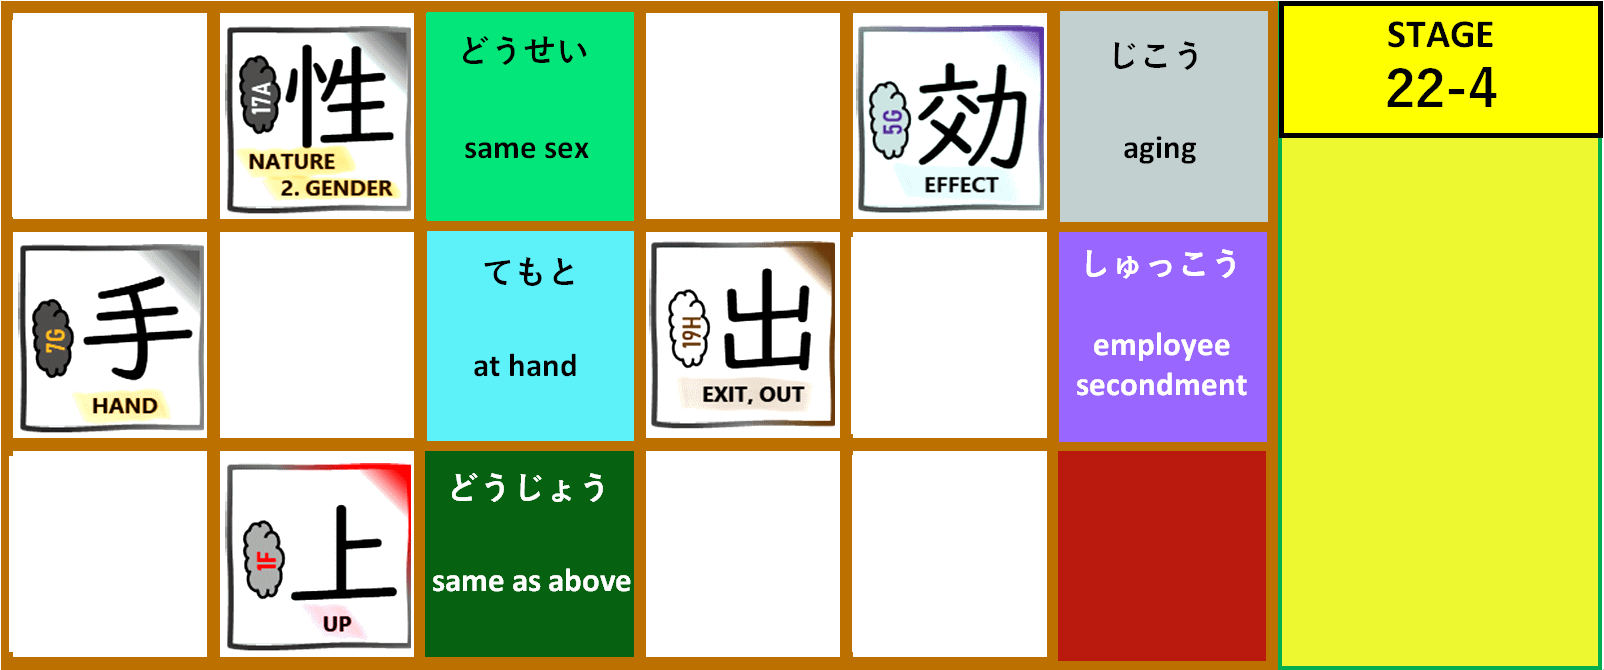 17A
性
NATURE
2. GENDER
どうせい
same sex
5G
効
EFFECT
じこう
aging
STAGE
22-4
7G
手
HAND
てもと
at hand
19H
出
EXIT, OUT
しゅっこう
employee
secondment
1F
上
UP
どうじょう
same as above